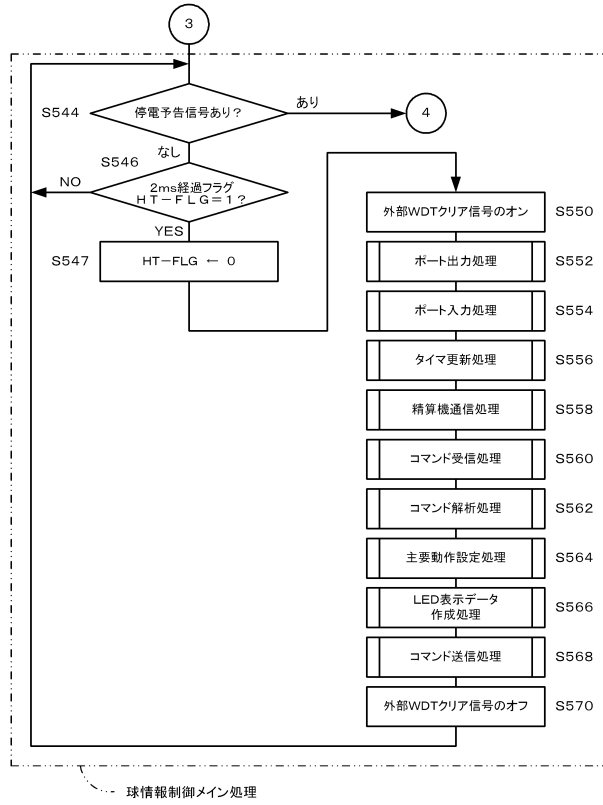 3
S544
停電予告信号あり？
あり
4
なし
S546
NO
2ms経過フラグ
HT－FLG＝1？
YES
S547
HT-FLG ← 0
外部WDTクリア信号のオン
S550
ポート出力処理
S552
ポート入力処理
S554
タイマ更新処理
S556
精算機通信処理
S558
コマンド受信処理
S560
コマンド解析処理
S562
主要動作設定処理
S564
LED表示データ
作成処理
S566
コマンド送信処理
S568
外部WDTクリア信号のオフ
S570
球情報制御メイン処理